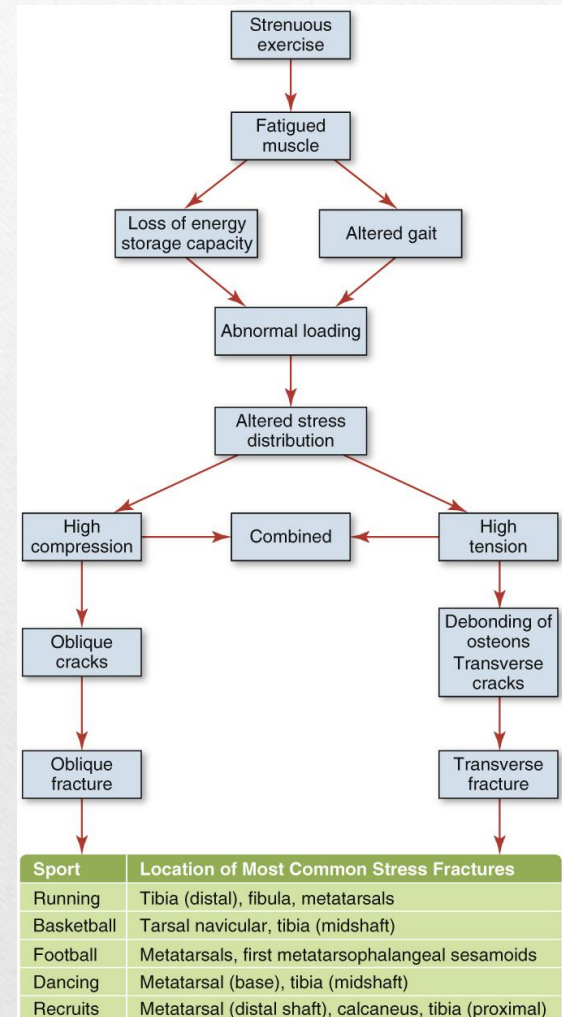 Strenuous
exercise
Fatigued
muscle
Loss of energy
storage capacity
Altered gait
Abnormal loading
Altered stress
distribution
High
compression
Combined
High
tension
Oblique
cracks
Debonding of
osteons
Transverse
cracks
Oblique
fracture
Transverse
fracture
Sport Location of Most Common Stress Fractures
Running Tibia (distal), fibula, metatarsals
Basketball Tarsal navicular, tibia (midshaft)
Football Metatarsals, first metatarsophalangeal sesamoids
Dancing Metatarsal (base), tibia (midshaft)
Recruits Metatarsal (distal shaft), calcaneus, tibia (proximal)